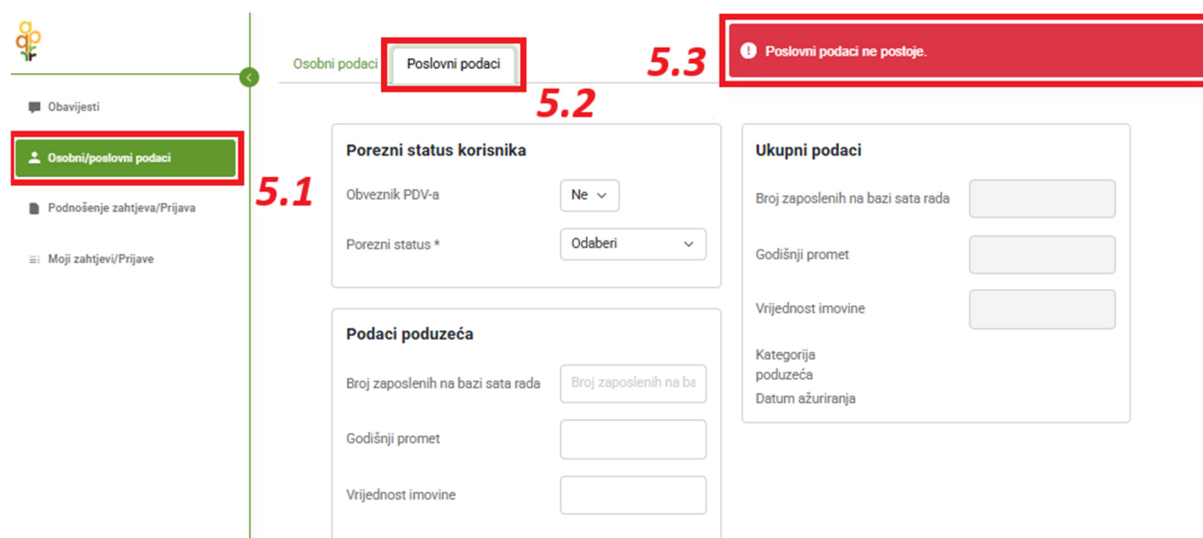 Obavijesti
Osobni/poslovni podaci
5.1
Podnošenje zahtjeva/Prijava
Moji zahtjevi/Prijave
Osobni podaci
Poslovni podaci
5.2
5.3
Poslovni podaci ne postoje.
Porezni status korisnika
Obveznik PDV-a
Ne
Porezni status *
Odaberi
Podaci poduzeća
Broj zaposlenih na bazi sata rada
Broj zaposlenih na ba
Godišnji promet
Vrijednost imovine
Ukupni podaci
Broj zaposlenih na bazi sata rada
Godišnji promet
Vrijednost imovine
Kategorija
poduzeća
Datum ažuriranja